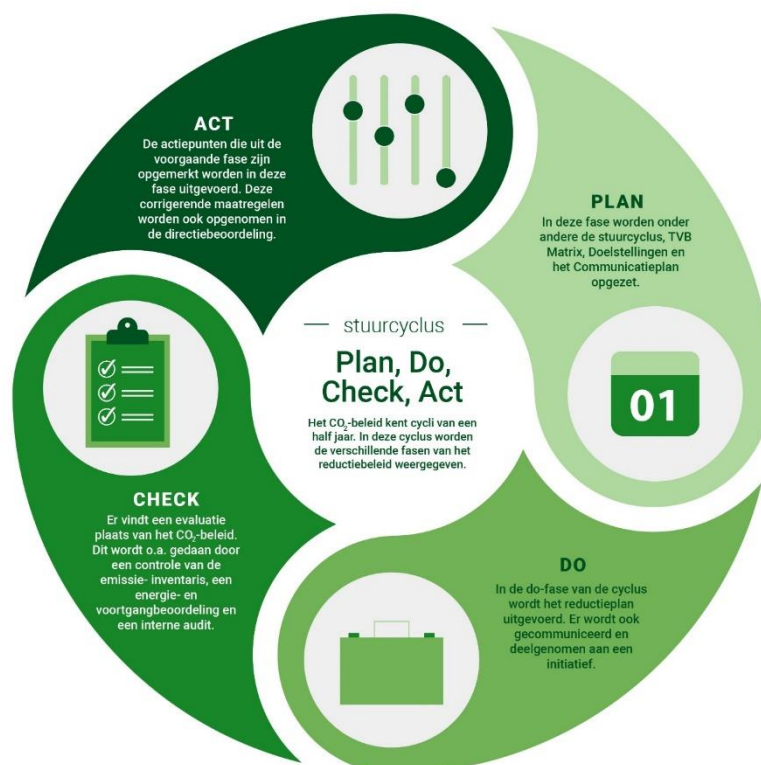 ACT
De actiepunten die uit de
voorgaande fase zijn
opgemerkt worden in deze
fase uitgevoerd. Deze
corrigerende maatregelen
worden ook opgenomen in
de directiebeoordeling.
PLAN
In deze fase worden onder
andere de stuurcyclus, TVB
Matrix, Doelstellingen en
het Communicatieplan
opgezet.
01
stuurcyclus
Plan, Do,
Check, Act
Het CO₂-beleid kent cycli van een
half jaar. In deze cyclus worden
de verschillende fasen van het
reductiebeleid weergegeven.
CHECK
Er vindt een evaluatie
plaats van het CO₂-beleid.
Dit wordt o.a. gedaan door
een controle van de
emissie- inventaris, een
energie- en
voortgangbeoordeling en
een interne audit.
DO
In de do-fase van de cyclus
wordt het reductieplan
uitgevoerd. Er wordt ook
gecommuniceerd en
deelgenomen aan een
initiatief.